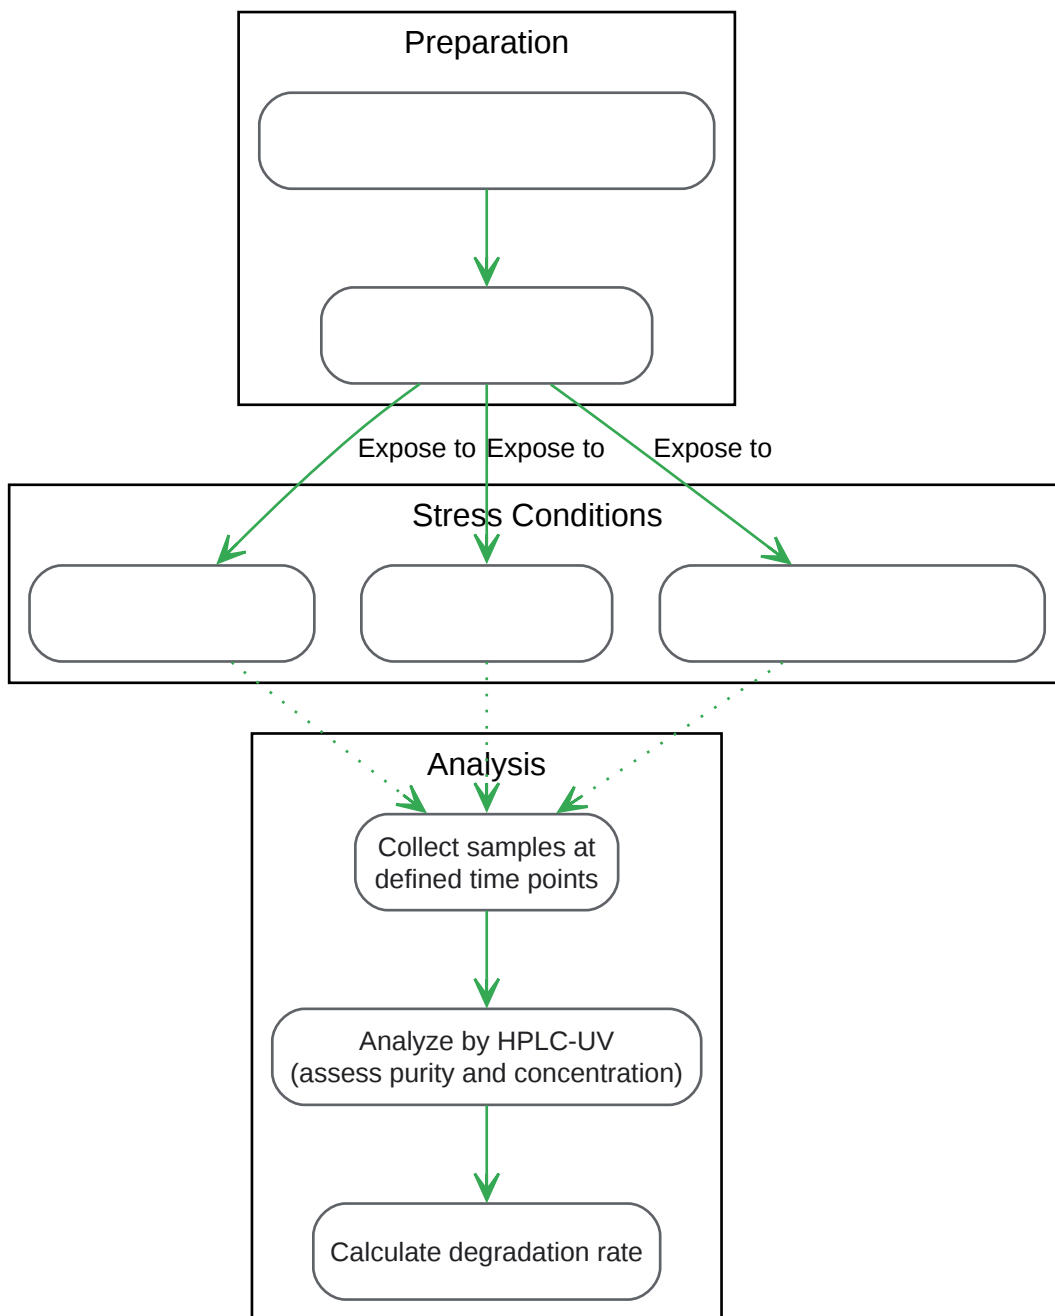 Preparation
Expose to
Expose to
Expose to
Stress Conditions
Analysis
Collect samples at
defined time points
Analyze by HPLC-UV
(assess purity and concentration)
Calculate degradation rate